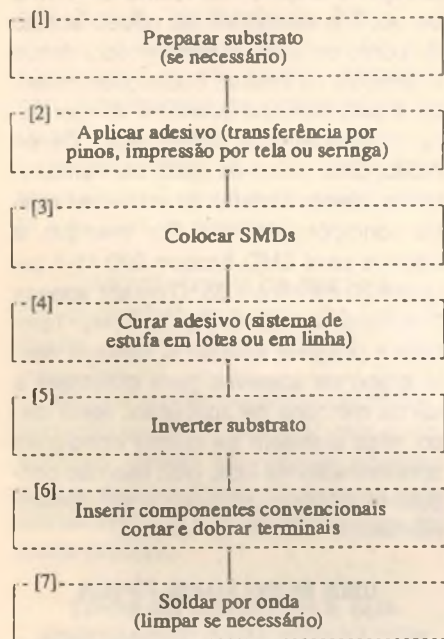 [1]
Preparar substrato
(se necessário)
[2]
Aplicar adesivo (transferência por
pinos, impressão por tela ou seringa)
[3]
Colocar SMDs
[4]
Curar adesivo (sistema de
estufa em lotes ou em linha)
[5]
Inverter substrato
[6]
Inserir componentes convencionais
cortar e dobrar terminais
[7]
Soldar por onda
(limpar se necessário)